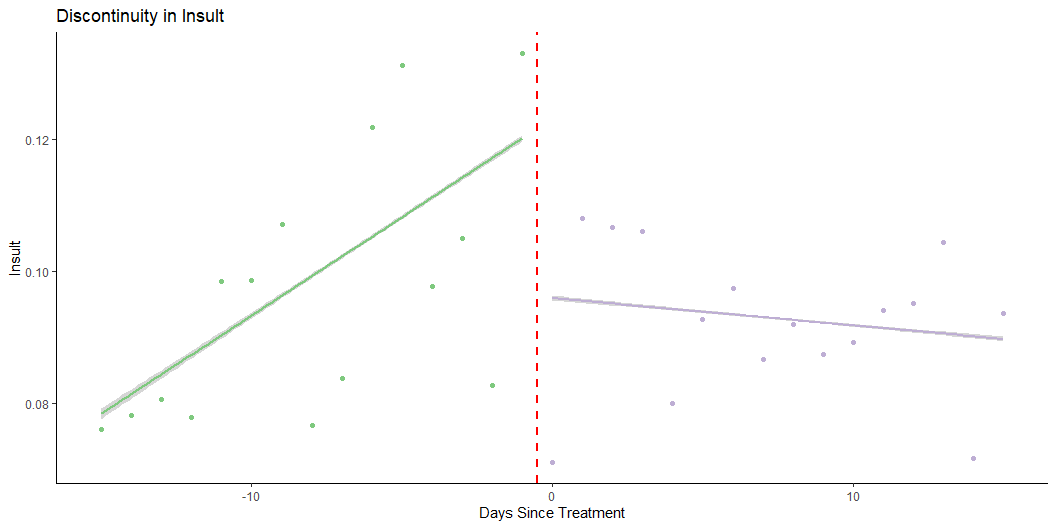 Discontinuity in Insult
0.12
0.10
0.08
Insult
-10
0
10
Days Since Treatment